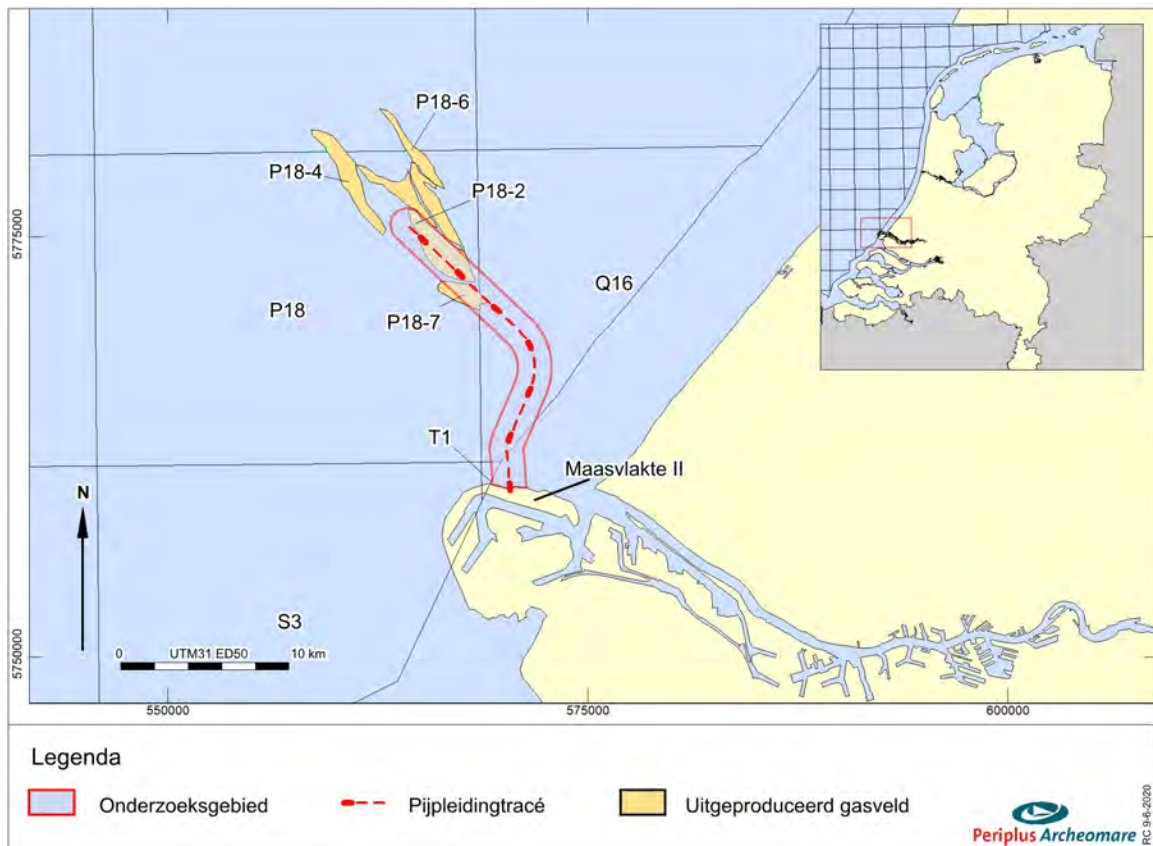 P18-6
P18-4
P18-2
5775000
Q16
P18
P18-7
T1
Maasvlakte II
N
S3
0 UTM31 ED50 10 km
5750000
550000 575000 600000
Legenda
Onderzoeksgebied
Pijpleidingtracé
Uitgeproduceerd gasveld
Periplus Archeomare
RC 9-6-2020